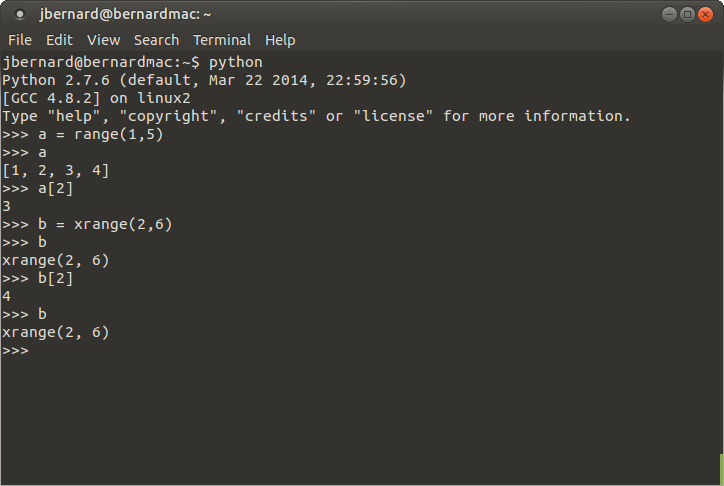 jbernard@bernardmac: ~
File Edit View Search Terminal Help
jbernard@bernardmac:~$ python
Python 2.7.6 (default, Mar 22 2014, 22:59:56)
[GCC 4.8.2] on linux2
Type "help", "copyright", "credits" or "license" for more information.
>>> a = range(1,5)
>>> a
[1, 2, 3, 4]
>>> a[2]
3
>>> b = xrange(2,6)
>>> b
xrange(2, 6)
>>> b[2]
4
>>> b
xrange(2, 6)
>>>